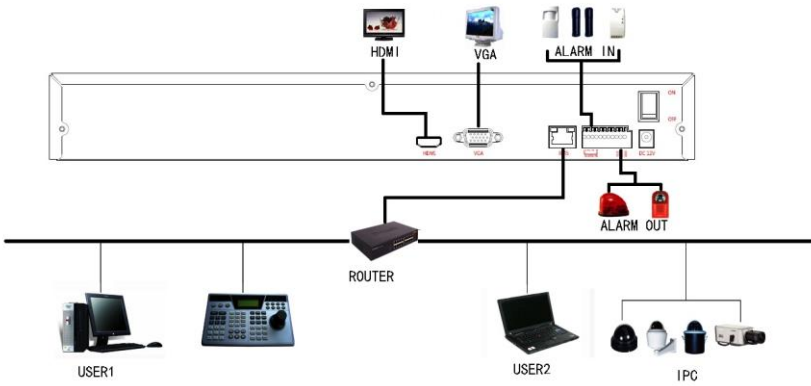 HDMI
VGA
ALARM IN
ON
OFF
HDMI
VGA
DC 12V
ALARM OUT
ROUTER
USER1
USER2
IPC